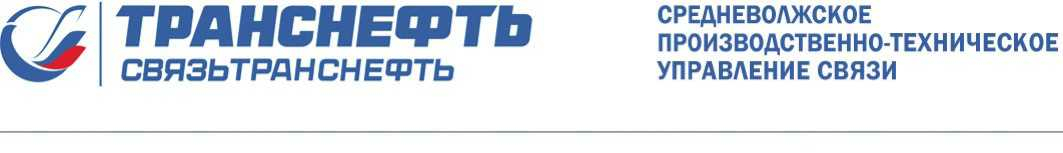 ТРАНСНЕФТЬ
СВЯЗЬТРАНСНЕФТЬ
СРЕДНЕВОЛЖСКОЕ
ПРОИЗВОДСТВЕННО-ТЕХНИЧЕСКОЕ
УПРАВЛЕНИЕ СВЯЗИ